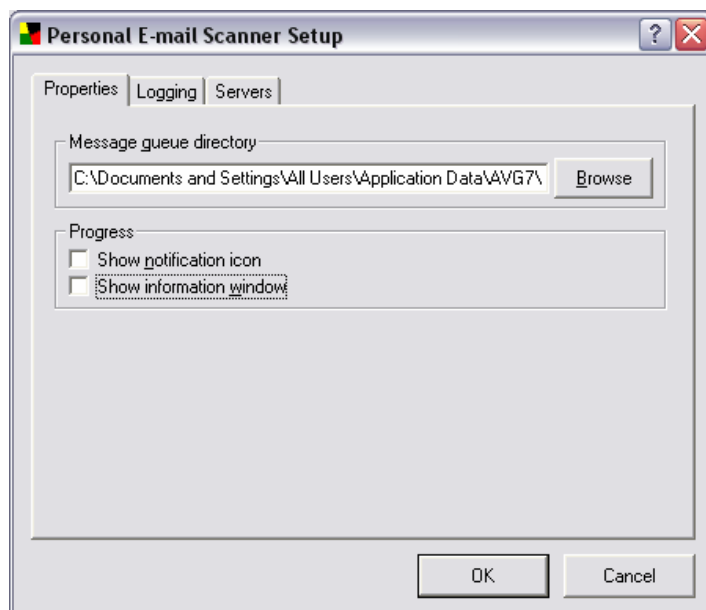 Personal E-mail Scanner Setup
Properties Logging Servers
Message queue directory
C:\Documents and Settings\All Users\Application Data\AVG7\ Browse
Progress
Show notification icon
Show information window
OK Cancel